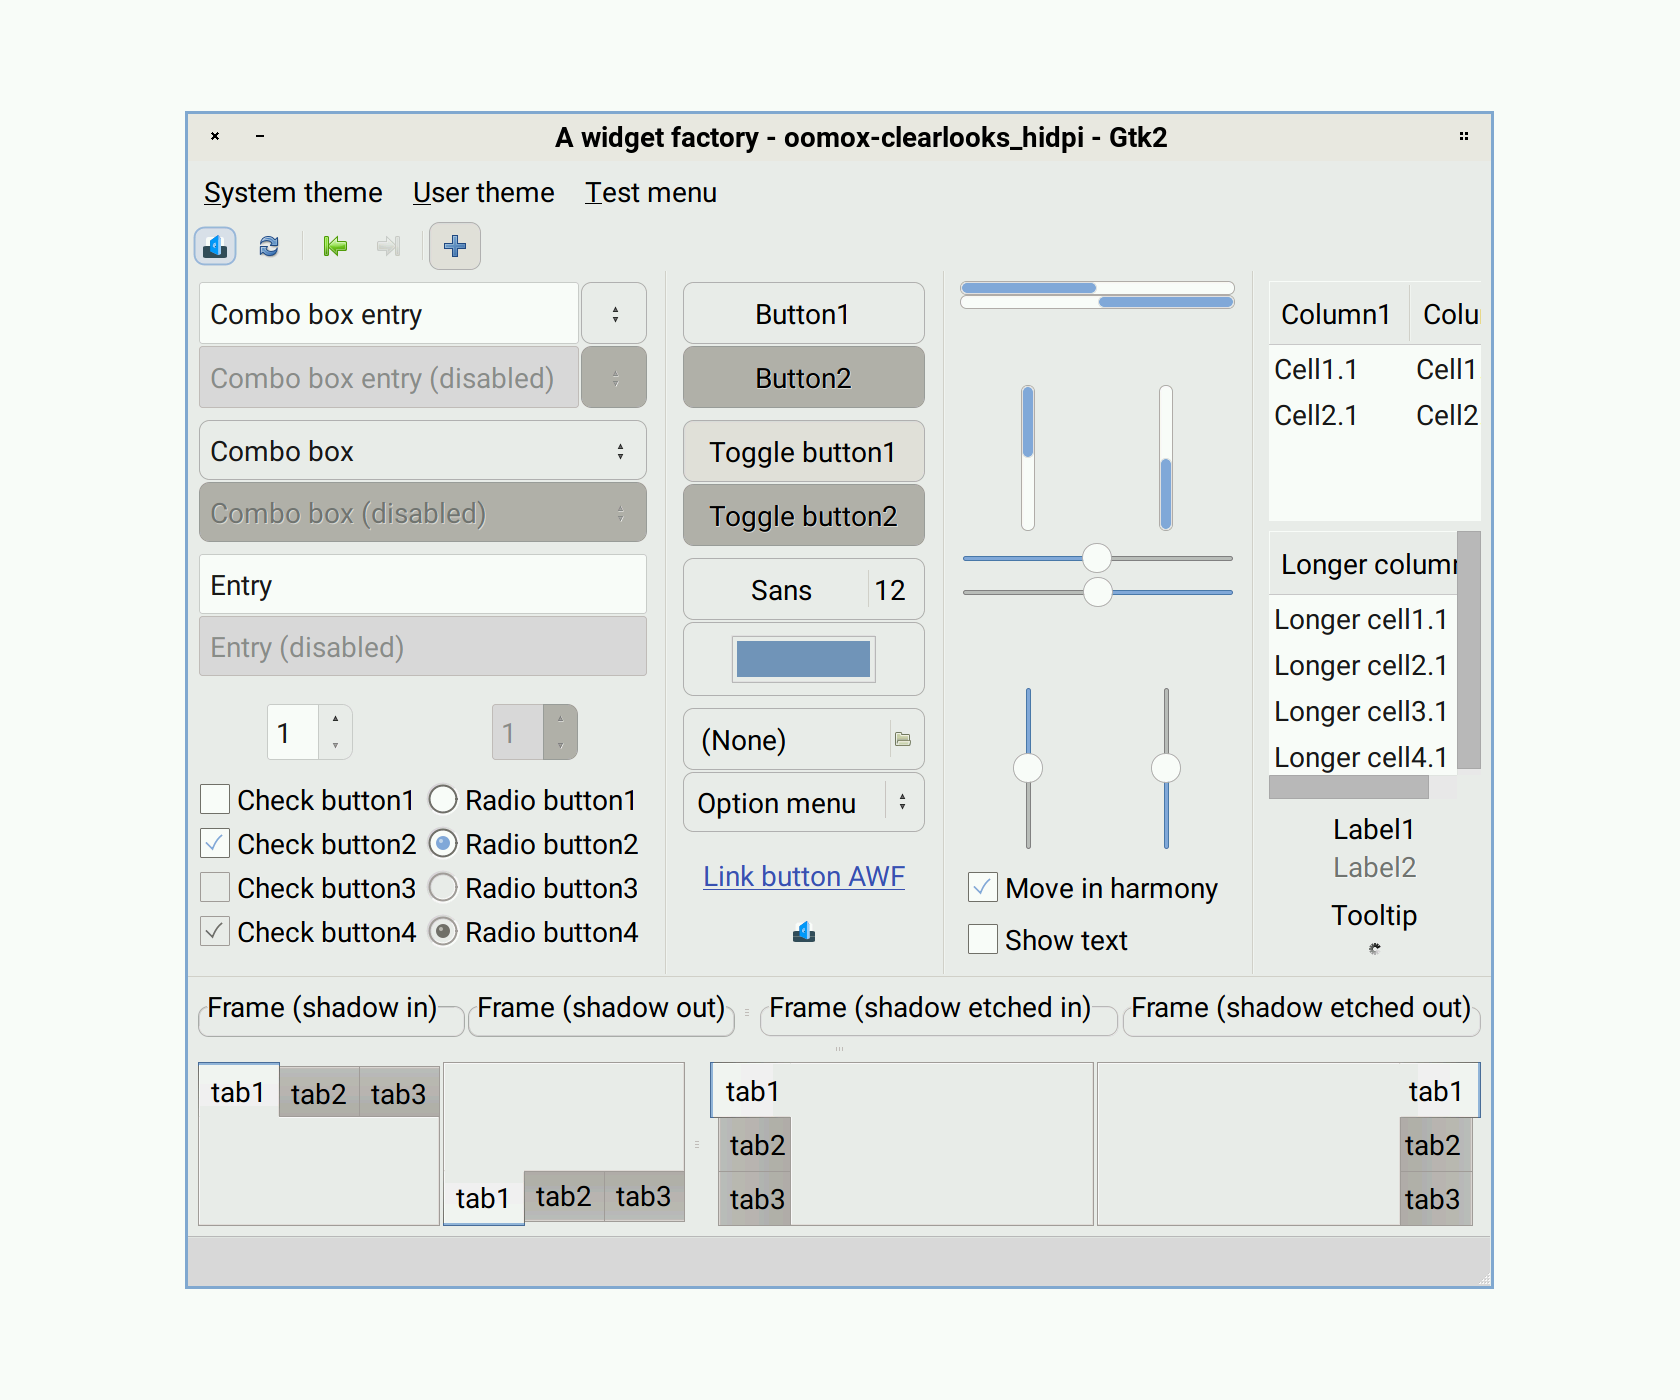 A widget factory - oomox-clearlooks_hidpi - Gtk2
System theme User theme Test menu
Combo box entry
Combo box entry (disabled)
Combo box
Combo box (disabled)
Entry
Entry (disabled)
1 1
Check button1 Radio button1
Check button2 Radio button2
Check button3 Radio button3
Check button4 Radio button4
Button1
Button2
Toggle button1
Toggle button2
Sans 12
(None)
Option menu
Link button AWF
Move in harmony
Show text
Column1 Colu
Cell1.1 Cell1
Cell2.1 Cell2
Longer colum
Longer cell1.1
Longer cell2.1
Longer cell3.1
Longer cell4.1
Label1
Label2
Tooltip
Frame (shadow in) Frame (shadow out) Frame (shadow etched in) Frame (shadow etched out)
tab1 tab2 tab3
tab1 tab2 tab3
tab1
tab2
tab3
tab1
tab2
tab3